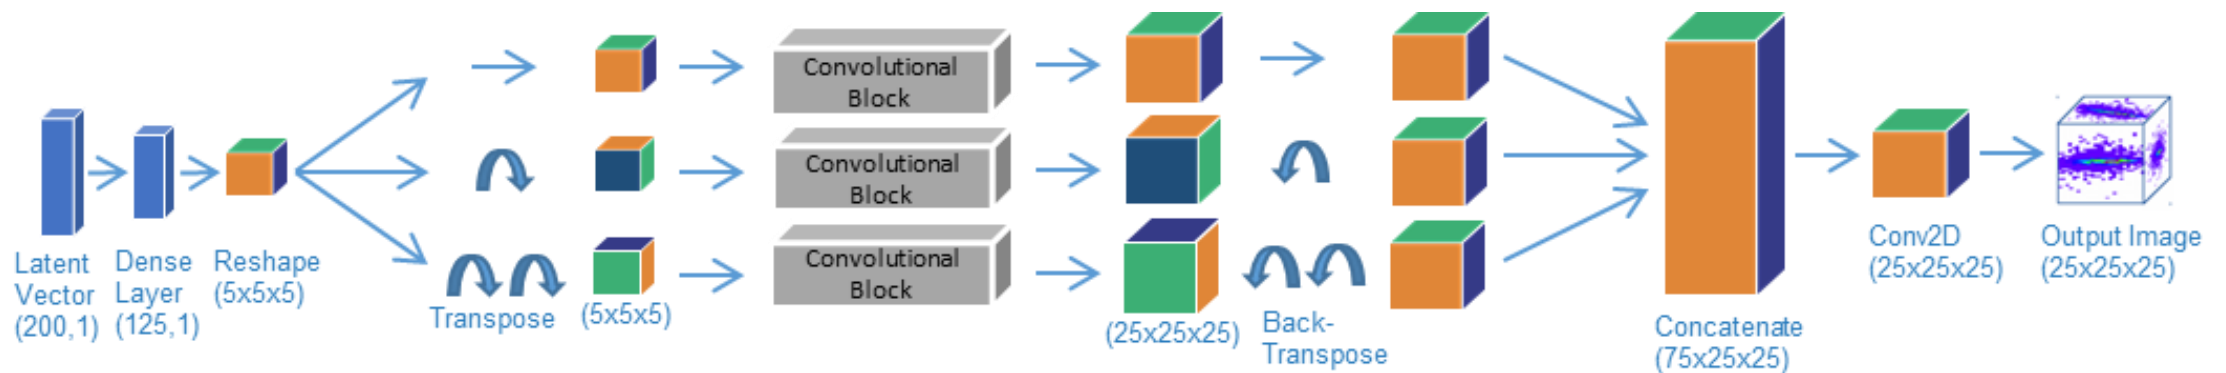 Latent
Vector
(200,1)
Dense
Layer
(125,1)
Reshape
(5x5x5)
Transpose
(5x5x5)
Convolutional
Block
Convolutional
Block
Convolutional
Block
(25x25x25)
Back-
Transpose
Concatenate
(75x25x25)
Conv2D
(25x25x25)
Output Image
(25x25x25)